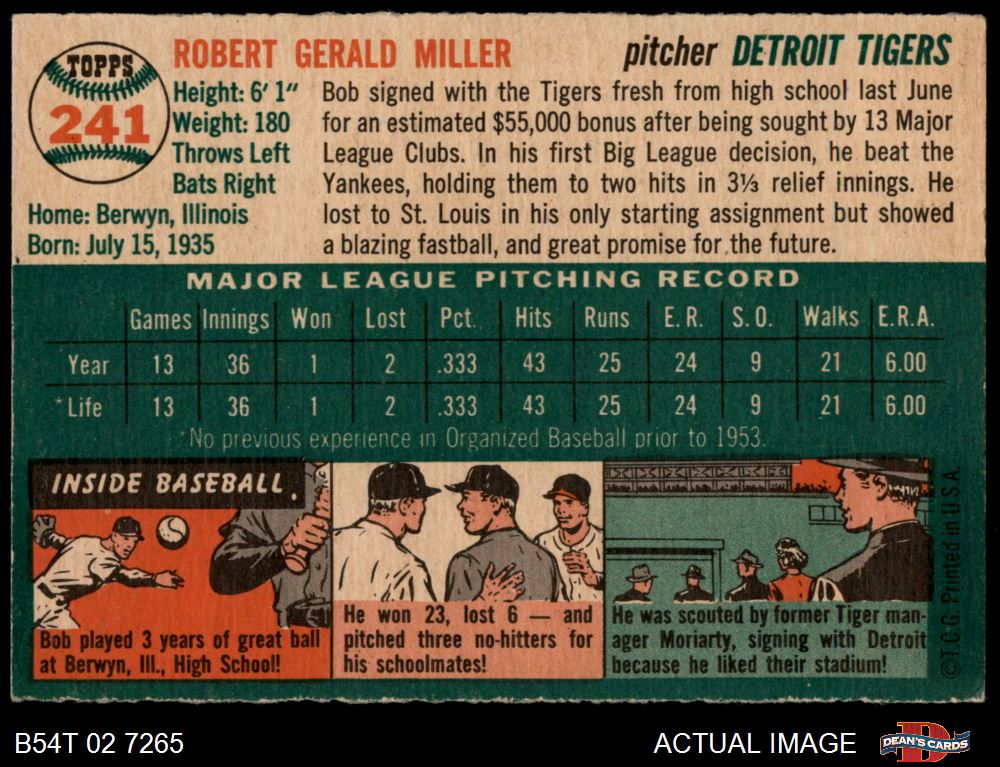 TOPPS
241
ROBERT GERALD MILLER
pitcher DETROIT TIGERS
Height: 6' 1"
Weight: 180
Throws Left
Bats Right
Home: Berwyn, Illinois
Born: July 15, 1935
Bob signed with the Tigers fresh from high school last June
for an estimated $55,000 bonus after being sought by 13 Major
League Clubs. In his first Big League decision, he beat the
Yankees, holding them to two hits in 3⅓ relief innings. He
lost to St. Louis in his only starting assignment but showed
a blazing fastball, and great promise for the future.
MAJOR LEAGUE PITCHING RECORD
Games Innings Won Lost Pct. Hits Runs E.R. S.O. Walks E.R.A.
Year 13 36 1 2 .333 43 25 24 9 21 6.00
*Life 13 36 1 2 .333 43 25 24 9 21 6.00
*No previous experience in Organized Baseball prior to 1953.
INSIDE BASEBALL.
Bob played 3 years of great ball
at Berwyn, Ill., High School!
He won 23, lost 6 — and
pitched three no-hitters for
his schoolmates!
He was scouted by former Tiger man-
ager Moriarty, signing with Detroit
because he liked their stadium!
©T.C.G. Printed in U.S.A.
B54T 02 7265
ACTUAL IMAGE
D
DEAN'S CARDS